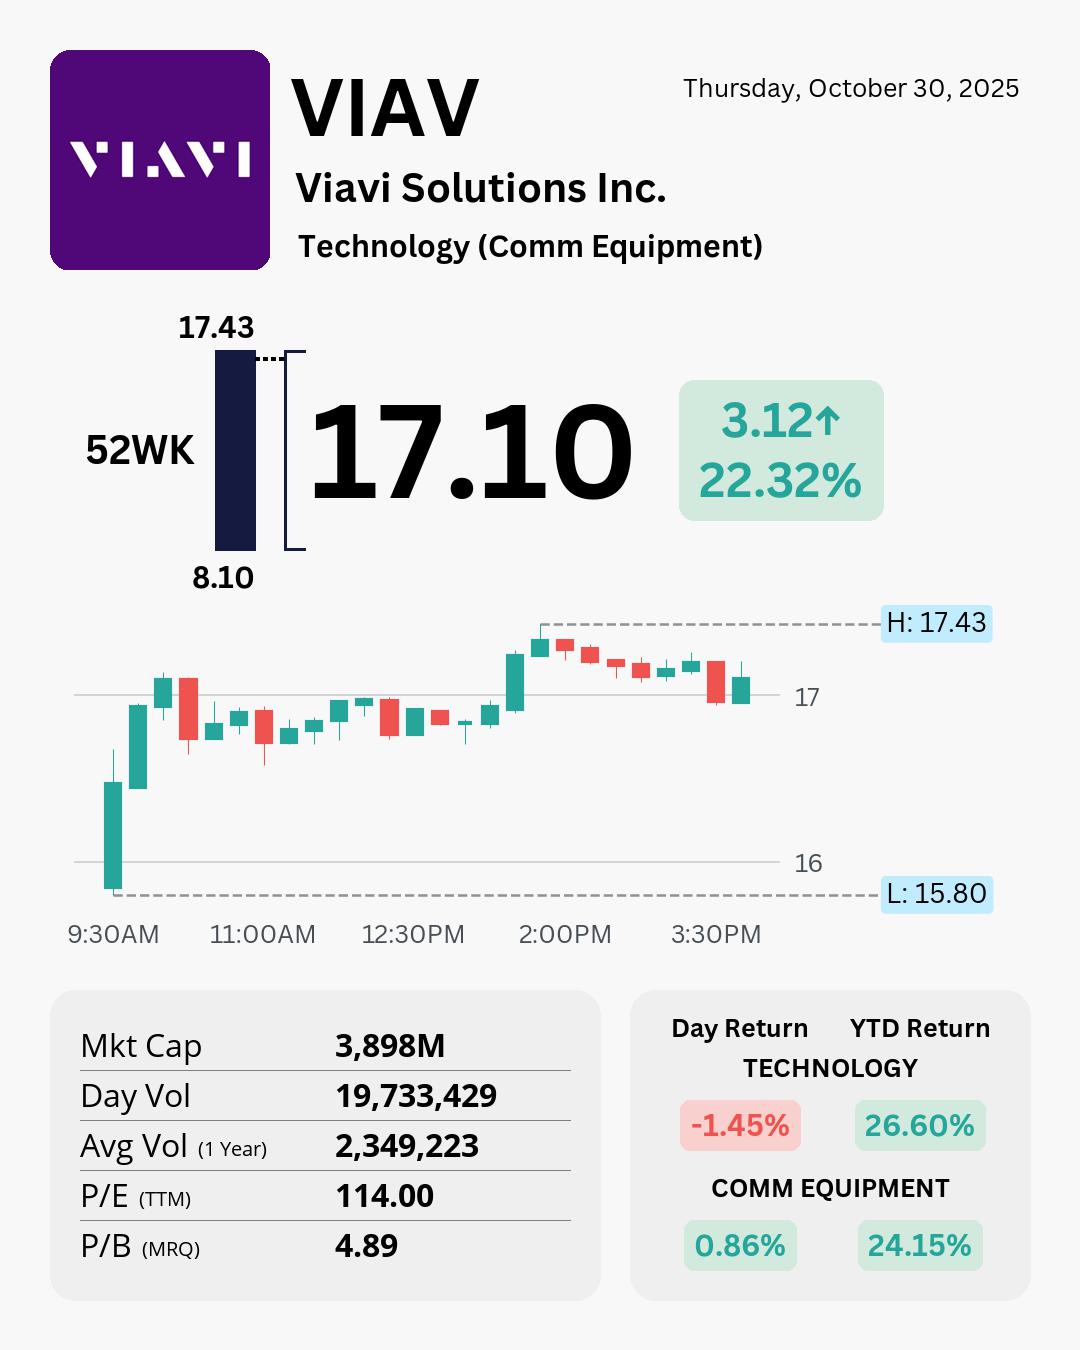 VIAVI
VIAV
Thursday, October 30, 2025
Viavi Solutions Inc.
Technology (Comm Equipment)
17.43
52WK
17.10
3.12↑
22.32%
8.10
H: 17.43
17
16
L: 15.80
9:30AM 11:00AM 12:30PM 2:00PM 3:30PM
Mkt Cap 3,898M
Day Vol 19,733,429
Avg Vol (1 Year) 2,349,223
P/E (TTM) 114.00
P/B (MRQ) 4.89
Day Return YTD Return
TECHNOLOGY
-1.45% 26.60%
COMM EQUIPMENT
0.86% 24.15%